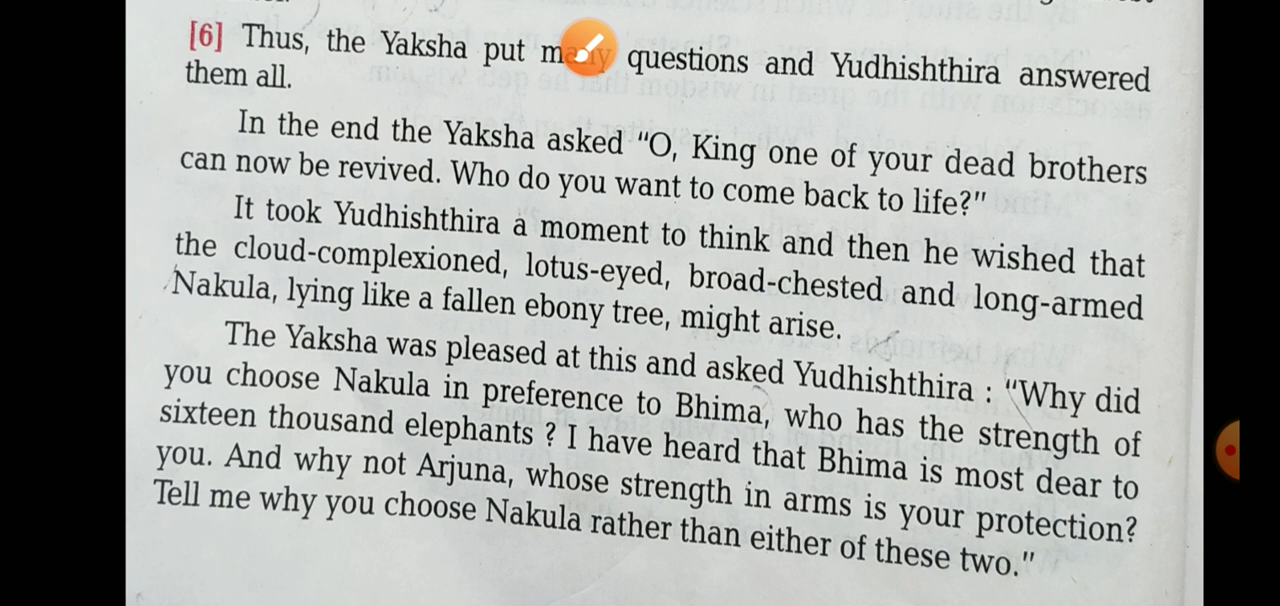 [6] Thus, the Yaksha put many questions and Yudhishthira answered
them all.
In the end the Yaksha asked "O, King one of your dead brothers
can now be revived. Who do you want to come back to life?"
It took Yudhishthira a moment to think and then he wished that
the cloud-complexioned, lotus-eyed, broad-chested and long-armed
Nakula, lying like a fallen ebony tree, might arise.
The Yaksha was pleased at this and asked Yudhishthira : "Why did
you choose Nakula in preference to Bhima, who has the strength of
sixteen thousand elephants ? I have heard that Bhima is most dear to
you. And why not Arjuna, whose strength in arms is your protection?
Tell me why you choose Nakula rather than either of these two."